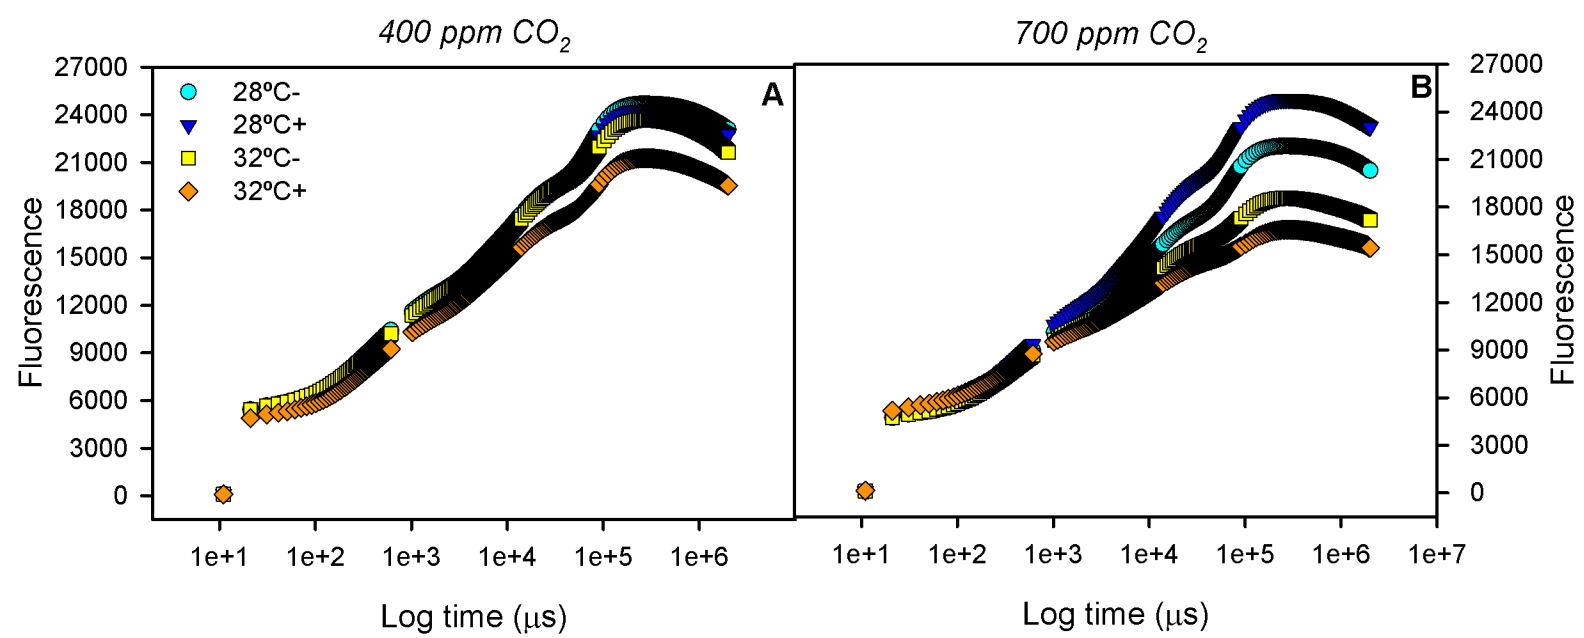 400 ppm CO2
700 ppm CO2
A
28ºC-
28ºC+
32ºC-
32ºC+
27000
24000
21000
18000
15000
12000
9000
6000
3000
0
Fluorescence
1e+1 1e+2 1e+3 1e+4 1e+5 1e+6
Log time (μs)
B
27000
24000
21000
18000
15000
12000
9000
6000
3000
0
Fluorescence
1e+1 1e+2 1e+3 1e+4 1e+5 1e+6 1e+7
Log time (μs)